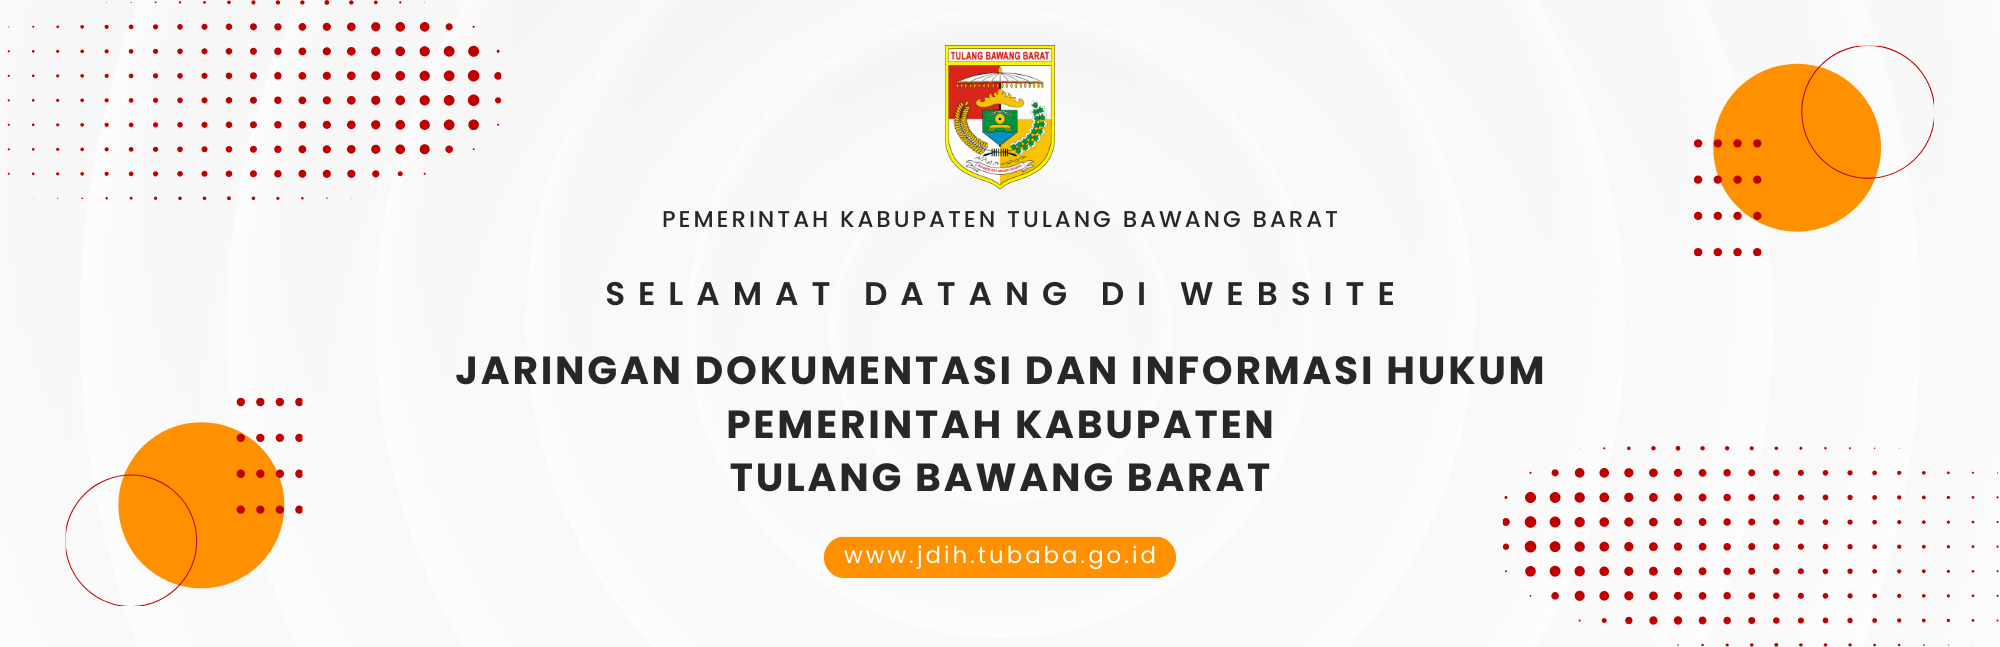 TULANG BAWANG BARAT
PEMERINTAH KABUPATEN TULANG BAWANG BARAT
SELAMAT DATANG DI WEBSITE
JARINGAN DOKUMENTASI DAN INFORMASI HUKUM
PEMERINTAH KABUPATEN
TULANG BAWANG BARAT
www.jdih.tubaba.go.id